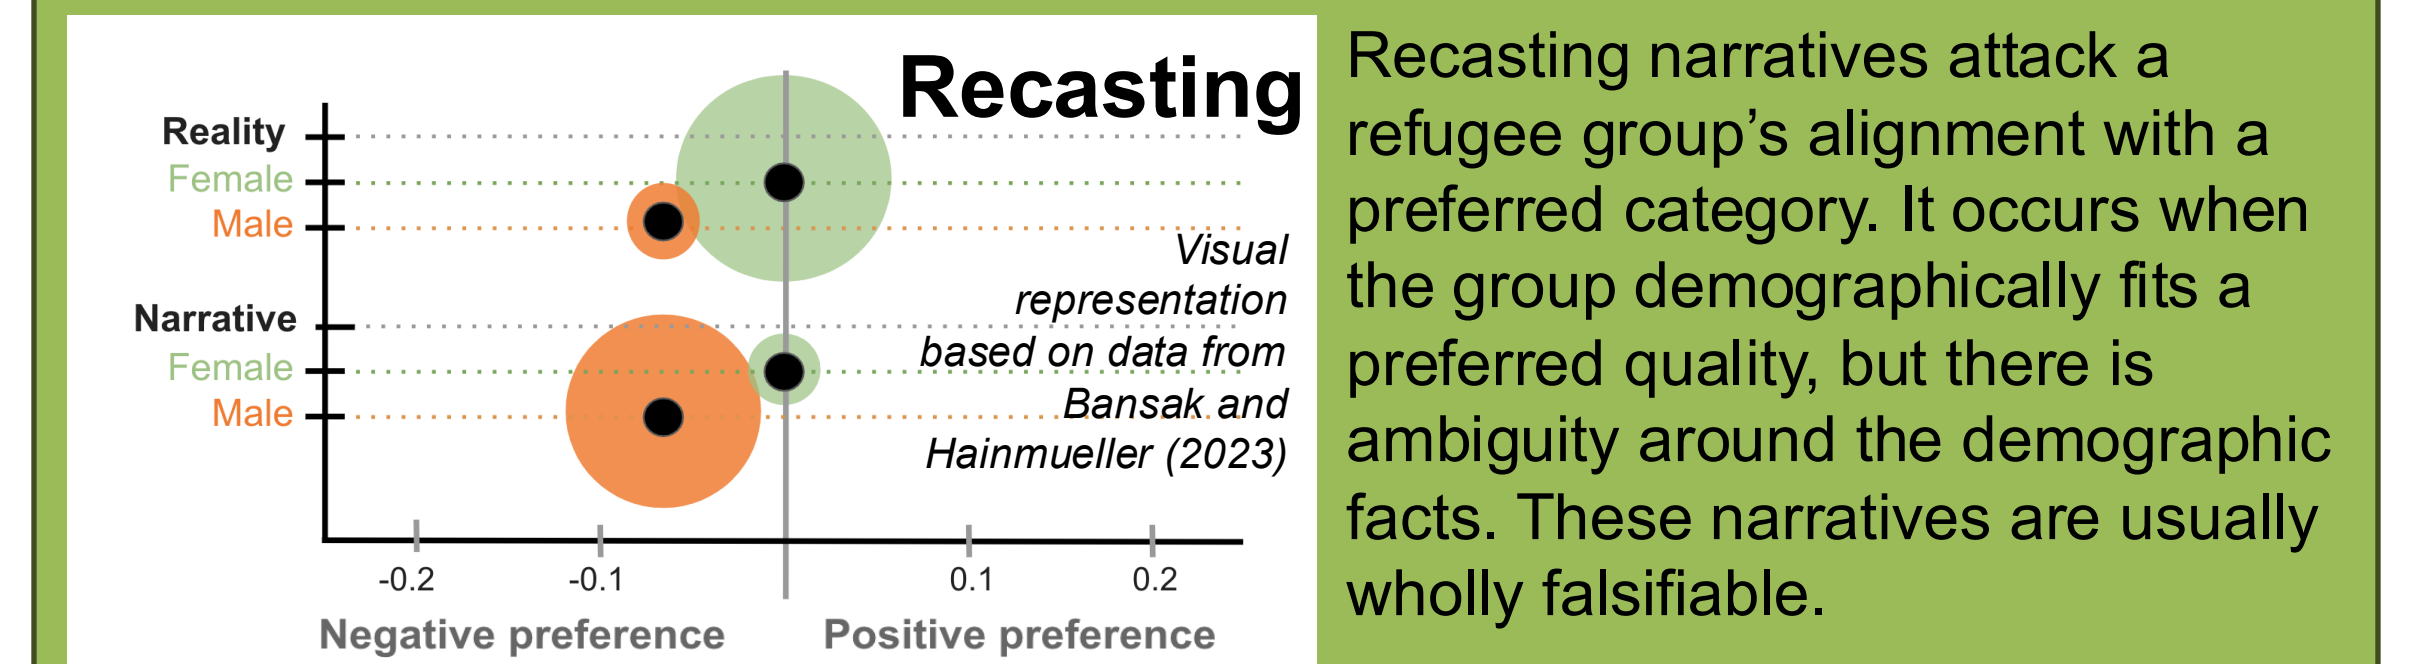 Recasting
Reality
Female
Male
Narrative
Female
Male
Visual
representation
based on data from
Bansak and
Hainmueller (2023)
-0.2
-0.1
0.1
0.2
Negative preference
Positive preference
Recasting narratives attack a
refugee group’s alignment with a
preferred category. It occurs when
the group demographically fits a
preferred quality, but there is
ambiguity around the demographic
facts. These narratives are usually
wholly falsifiable.